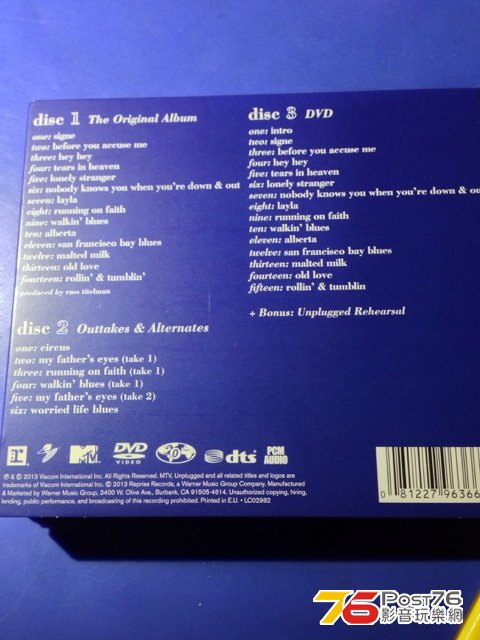 disc 1 The Original Album
one: signe
two: before you accuse me
three: hey hey
four: tears in heaven
five: lonely stranger
six: nobody knows you when you're down & out
seven: layla
eight: running on faith
nine: walkin' blues
ten: alberta
eleven: san francisco bay blues
twelve: malted milk
thirteen: old love
fourteen: rollin' & tumblin'
produced by russ titelman
disc 2 Outtakes & Alternates
one: circus
two: my father's eyes (take 1)
three: running on faith (take 1)
four: walkin' blues (take 1)
five: my father's eyes (take 2)
six: worried life blues
disc 3 DVD
one: intro
two: signe
three: before you accuse me
four: hey hey
five: tears in heaven
six: lonely stranger
seven: nobody knows you when you're down &
eight: layla
nine: running on faith
ten: walkin' blues
eleven: alberta
twelve: san francisco bay blues
thirteen: malted milk
fourteen: old love
fifteen: rollin & tumblin
+ Bonus: Unplugged Rehearsal
r MTV DVD VIDEO dts PCM AUDIO
℗ & © 2013 Viacom International Inc. All Rights Reserved. MTV, Unplugged and all related titles and logos are
trademarks of Viacom International Inc. © 2013 Reprise Records, a Warner Music Group Company. Manufactured
& Marketed by Warner Music Group, 3400 W. Olive Ave., Burbank, CA 91505-4614. Unauthorized copying, hiring,
lending, public performance, and broadcasting of this recording prohibited. Printed in E.U. • LC02982
0 81227 96366
76 Post76
影音玩樂網